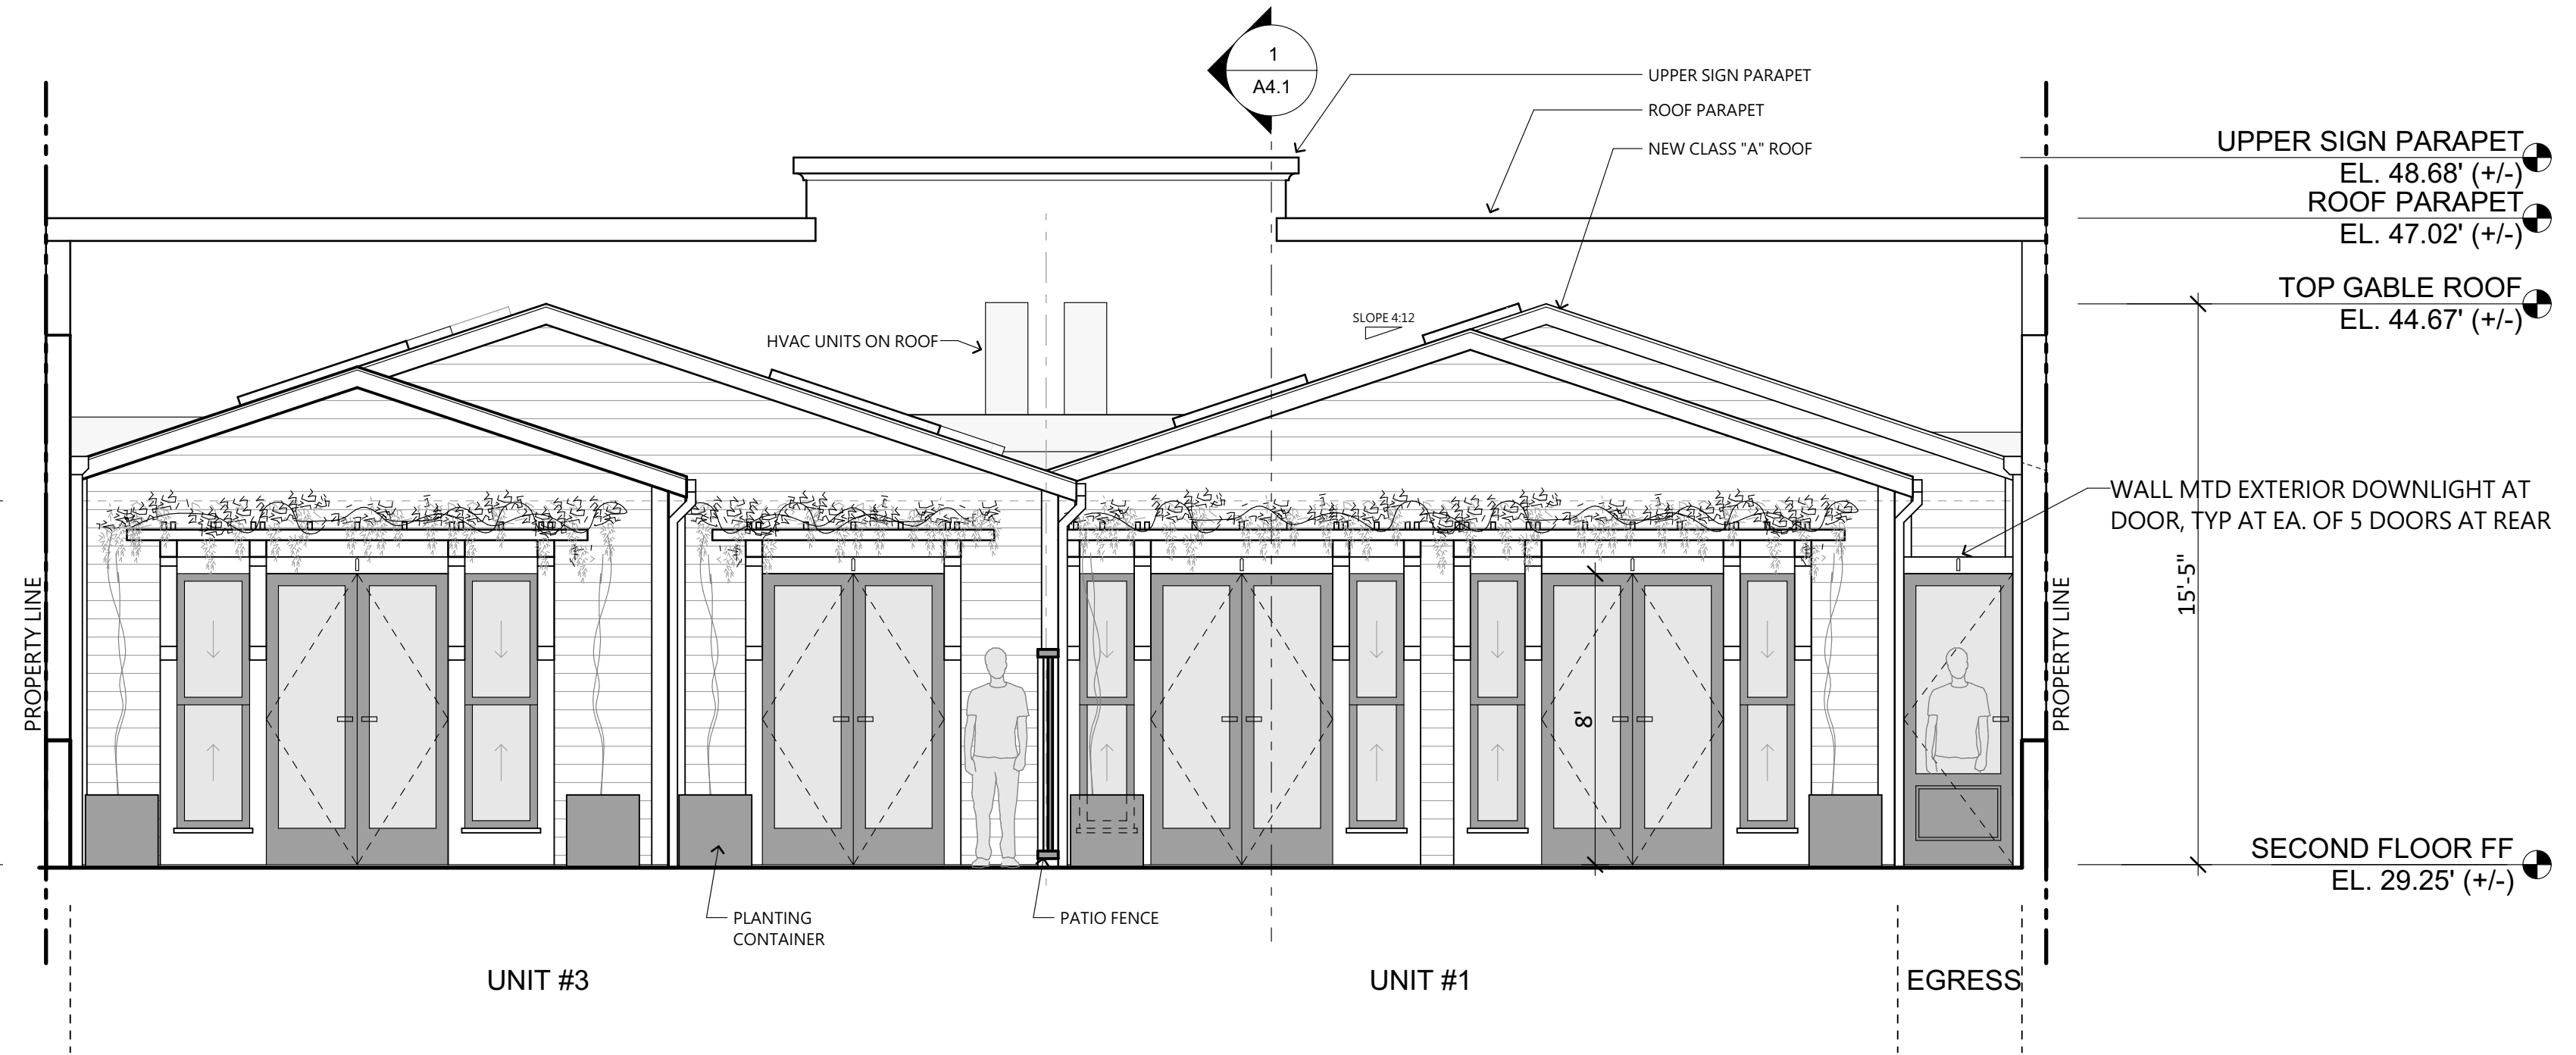 1
A4.1
UPPER SIGN PARAPET
ROOF PARAPET
NEW CLASS "A" ROOF
UPPER SIGN PARAPET
EL. 48.68' (+/-)
ROOF PARAPET
EL. 47.02' (+/-)
TOP GABLE ROOF
EL. 44.67' (+/-)
SLOPE 4:12
HVAC UNITS ON ROOF
WALL MTD EXTERIOR DOWNLIGHT AT
DOOR, TYP AT EA. OF 5 DOORS AT REAR
PROPERTY LINE
PROPERTY LINE
15'-5"
8'
SECOND FLOOR FF
EL. 29.25' (+/-)
PLANTING
CONTAINER
PATIO FENCE
UNIT #3
UNIT #1
EGRESS